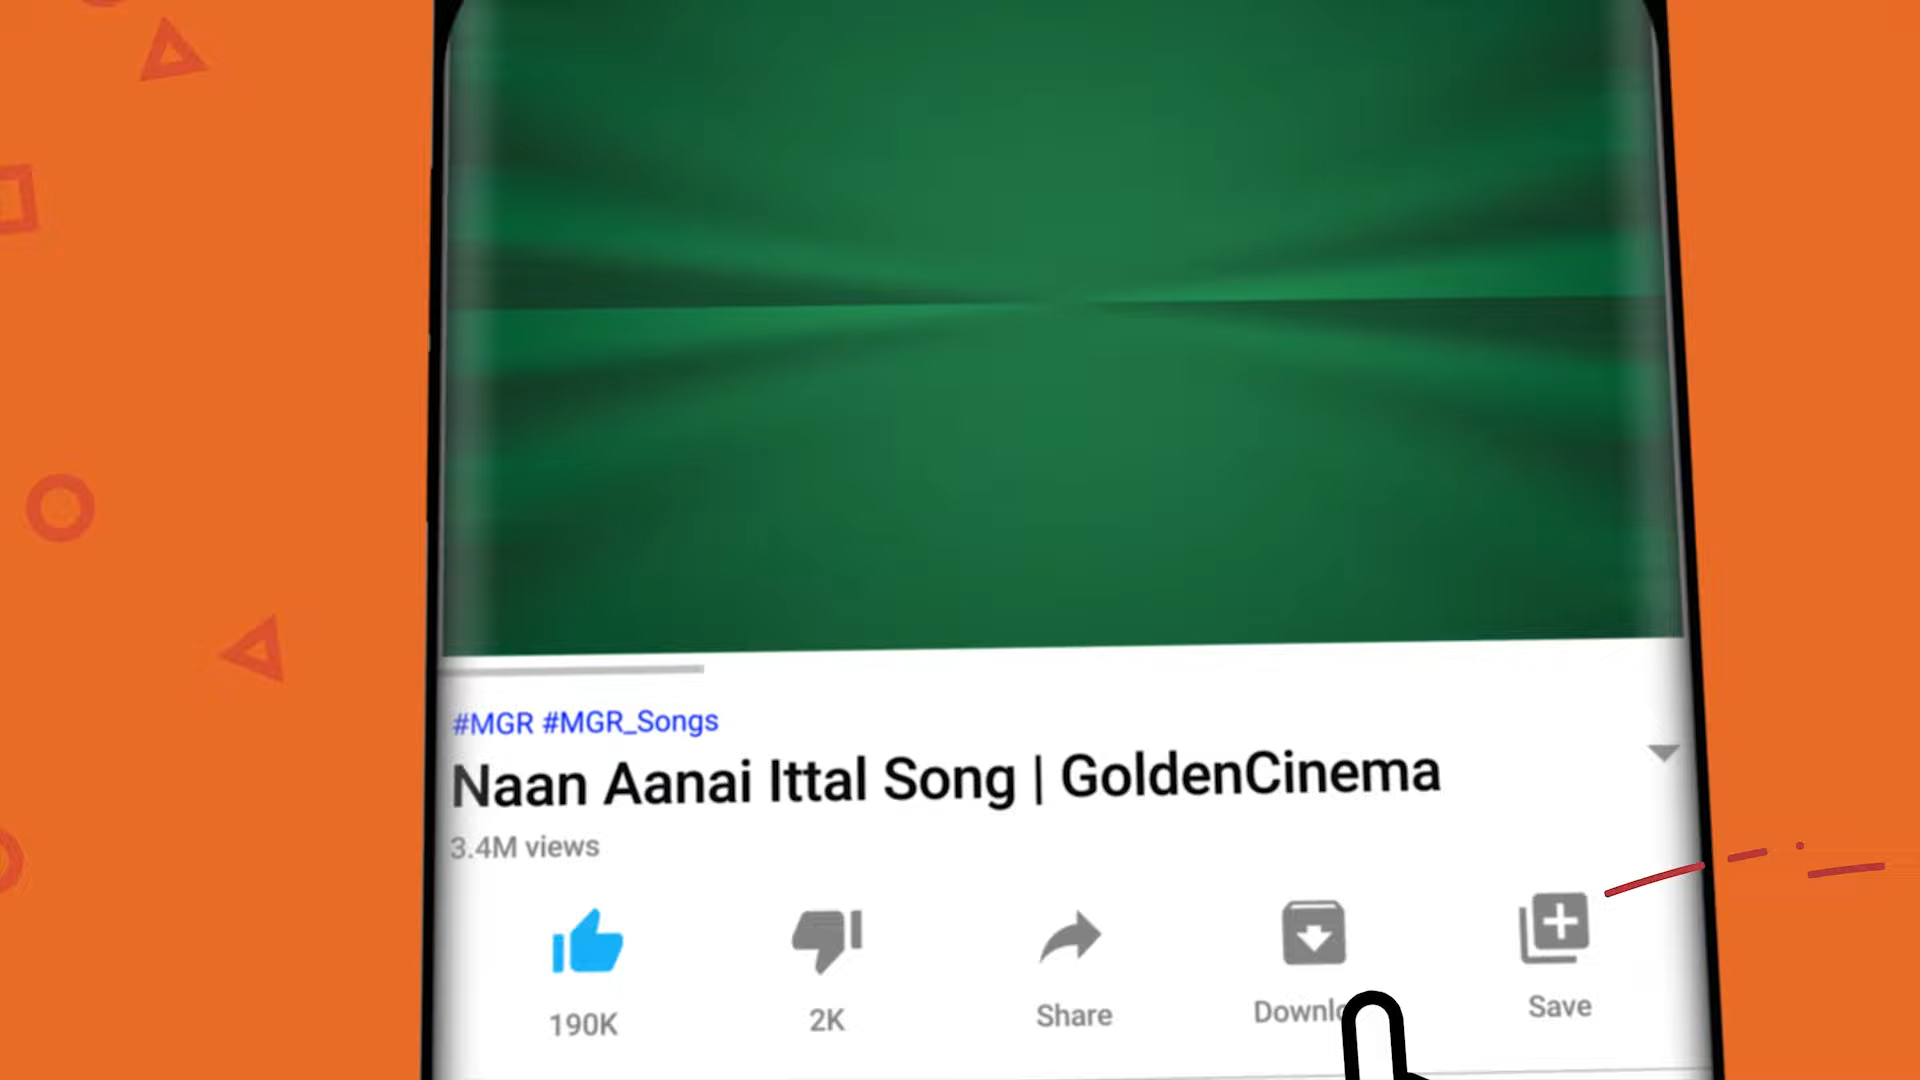 #MGR #MGR_Songs
Naan Aanai Ittal Song | GoldenCinema
3.4M views
190K
2K
Share
Save